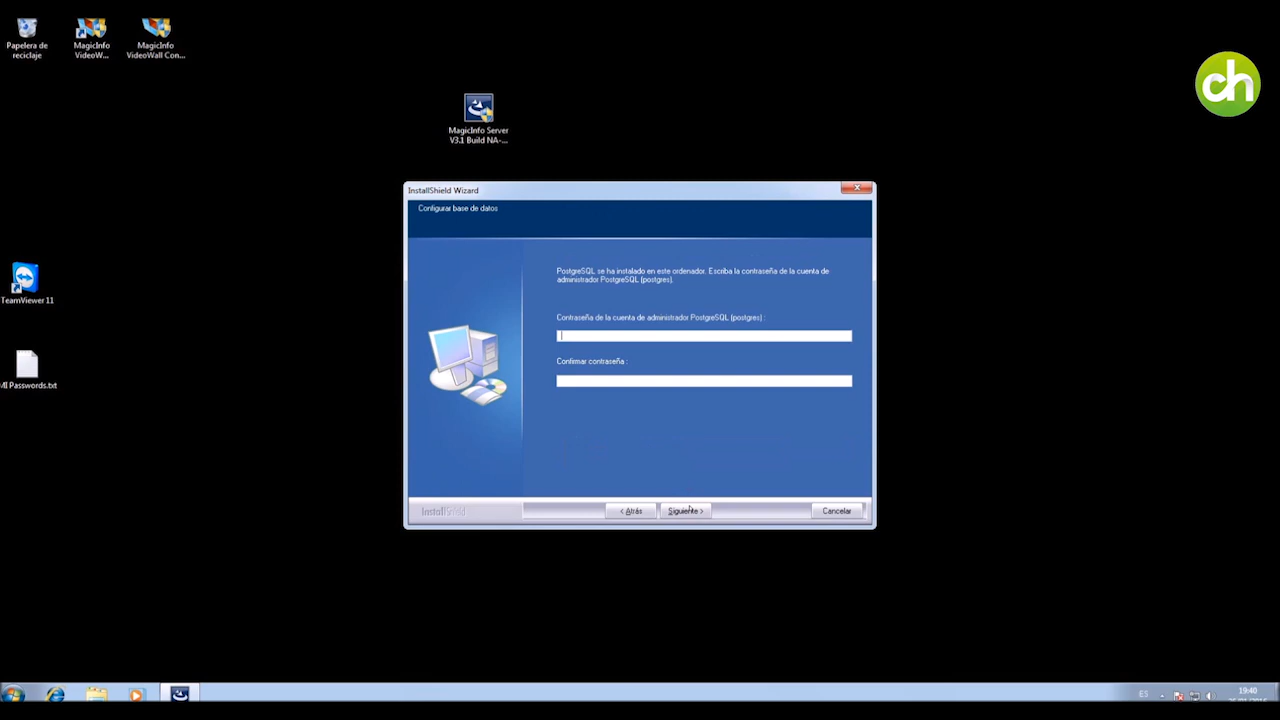 Papelera de
reciclaje
MagicInfo
VideoW...
MagicInfo
VideoWall Con...
ch
MagicInfo Server
V3.1 Build NA-...
InstallShield Wizard
Configurar base de datos
PostgreSQL se ha instalado en este ordenador. Escriba la contraseña de la cuenta de
administrador PostgreSQL (postgres).
Contraseña de la cuenta de administrador PostgreSQL (postgres) :
Confirmar contraseña :
TeamViewer 11
MI Passwords.txt
InstallShield
< Atrás
Siguiente >
Cancelar
ES
19:40